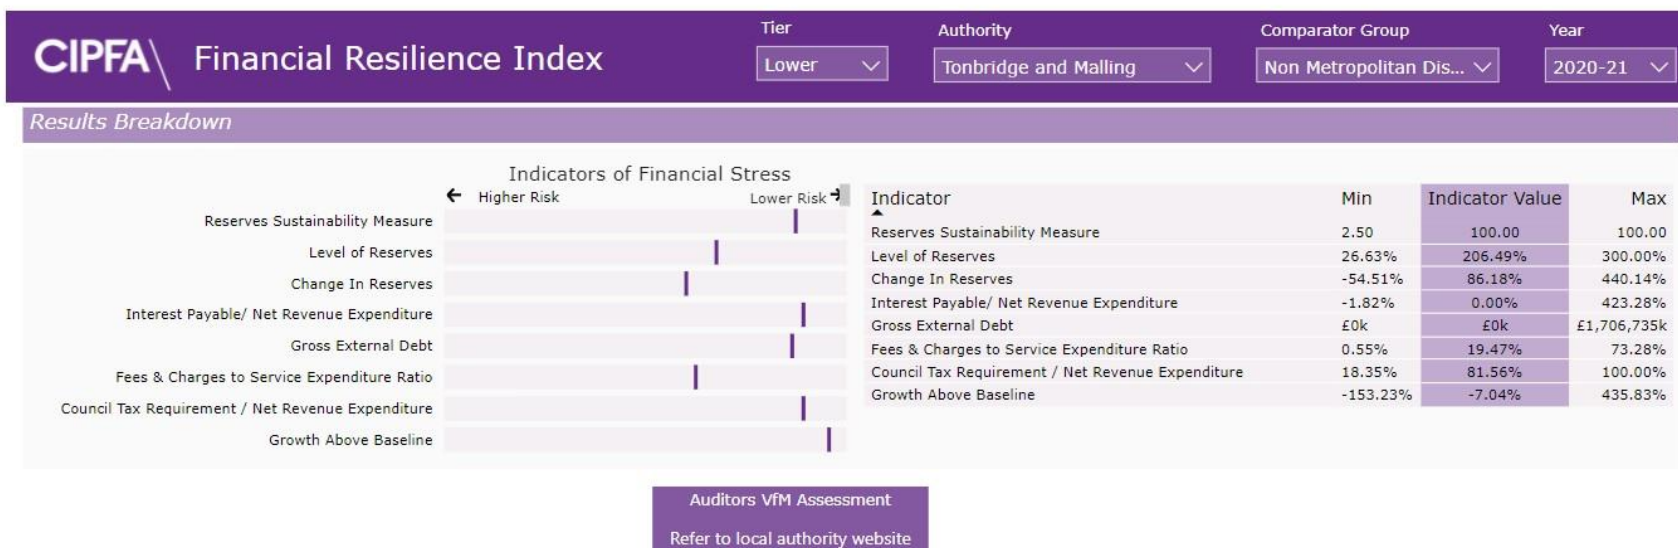 CIPFA\ Financial Resilience Index
Tier
Lower
Authority
Tonbridge and Malling
Comparator Group
Non Metropolitan Dis...
Year
2020-21
Results Breakdown
Indicators of Financial Stress
← Higher Risk Lower Risk →
Reserves Sustainability Measure
Level of Reserves
Change In Reserves
Interest Payable/ Net Revenue Expenditure
Gross External Debt
Fees & Charges to Service Expenditure Ratio
Council Tax Requirement / Net Revenue Expenditure
Growth Above Baseline
Indicator Min Indicator Value Max
Reserves Sustainability Measure 2.50 100.00 100.00
Level of Reserves 26.63% 206.49% 300.00%
Change In Reserves -54.51% 86.18% 440.14%
Interest Payable/ Net Revenue Expenditure -1.82% 0.00% 423.28%
Gross External Debt £0k £0k £1,706,735k
Fees & Charges to Service Expenditure Ratio 0.55% 19.47% 73.28%
Council Tax Requirement / Net Revenue Expenditure 18.35% 81.56% 100.00%
Growth Above Baseline -153.23% -7.04% 435.83%
Auditors VfM Assessment
Refer to local authority website